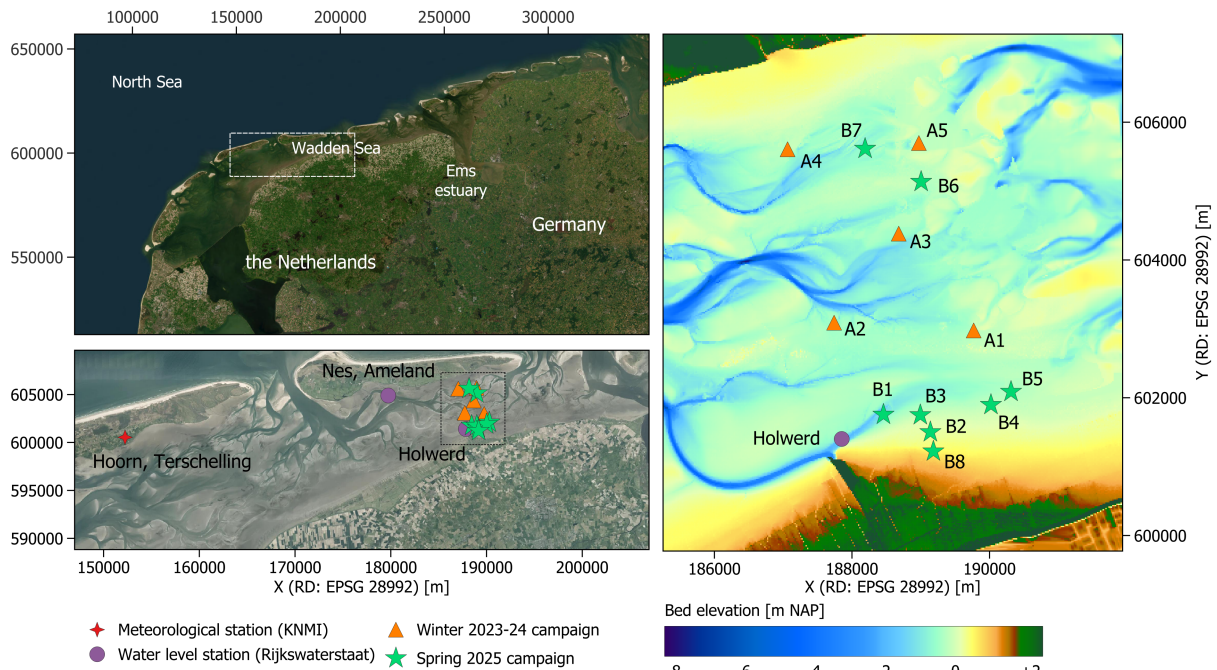 100000 150000 200000 250000 300000
650000
600000
550000
North Sea
Wadden Sea
Ems
estuary
Germany
the Netherlands
605000
600000
595000
590000
Nes, Ameland
Hoorn, Terschelling
Holwerd
150000 160000 170000 180000 190000 200000
X (RD: EPSG 28992) [m]
B7
A5
A4
B6
A3
A2
A1
B5
B1
B3
B4
B2
Holwerd
B8
606000
604000
602000
600000
Y (RD: EPSG 28992) [m]
186000 188000 190000
X (RD: EPSG 28992) [m]
Meteorological station (KNMI)
Water level station (Rijkswaterstaat)
Winter 2023-24 campaign
Spring 2025 campaign
Bed elevation [m NAP]